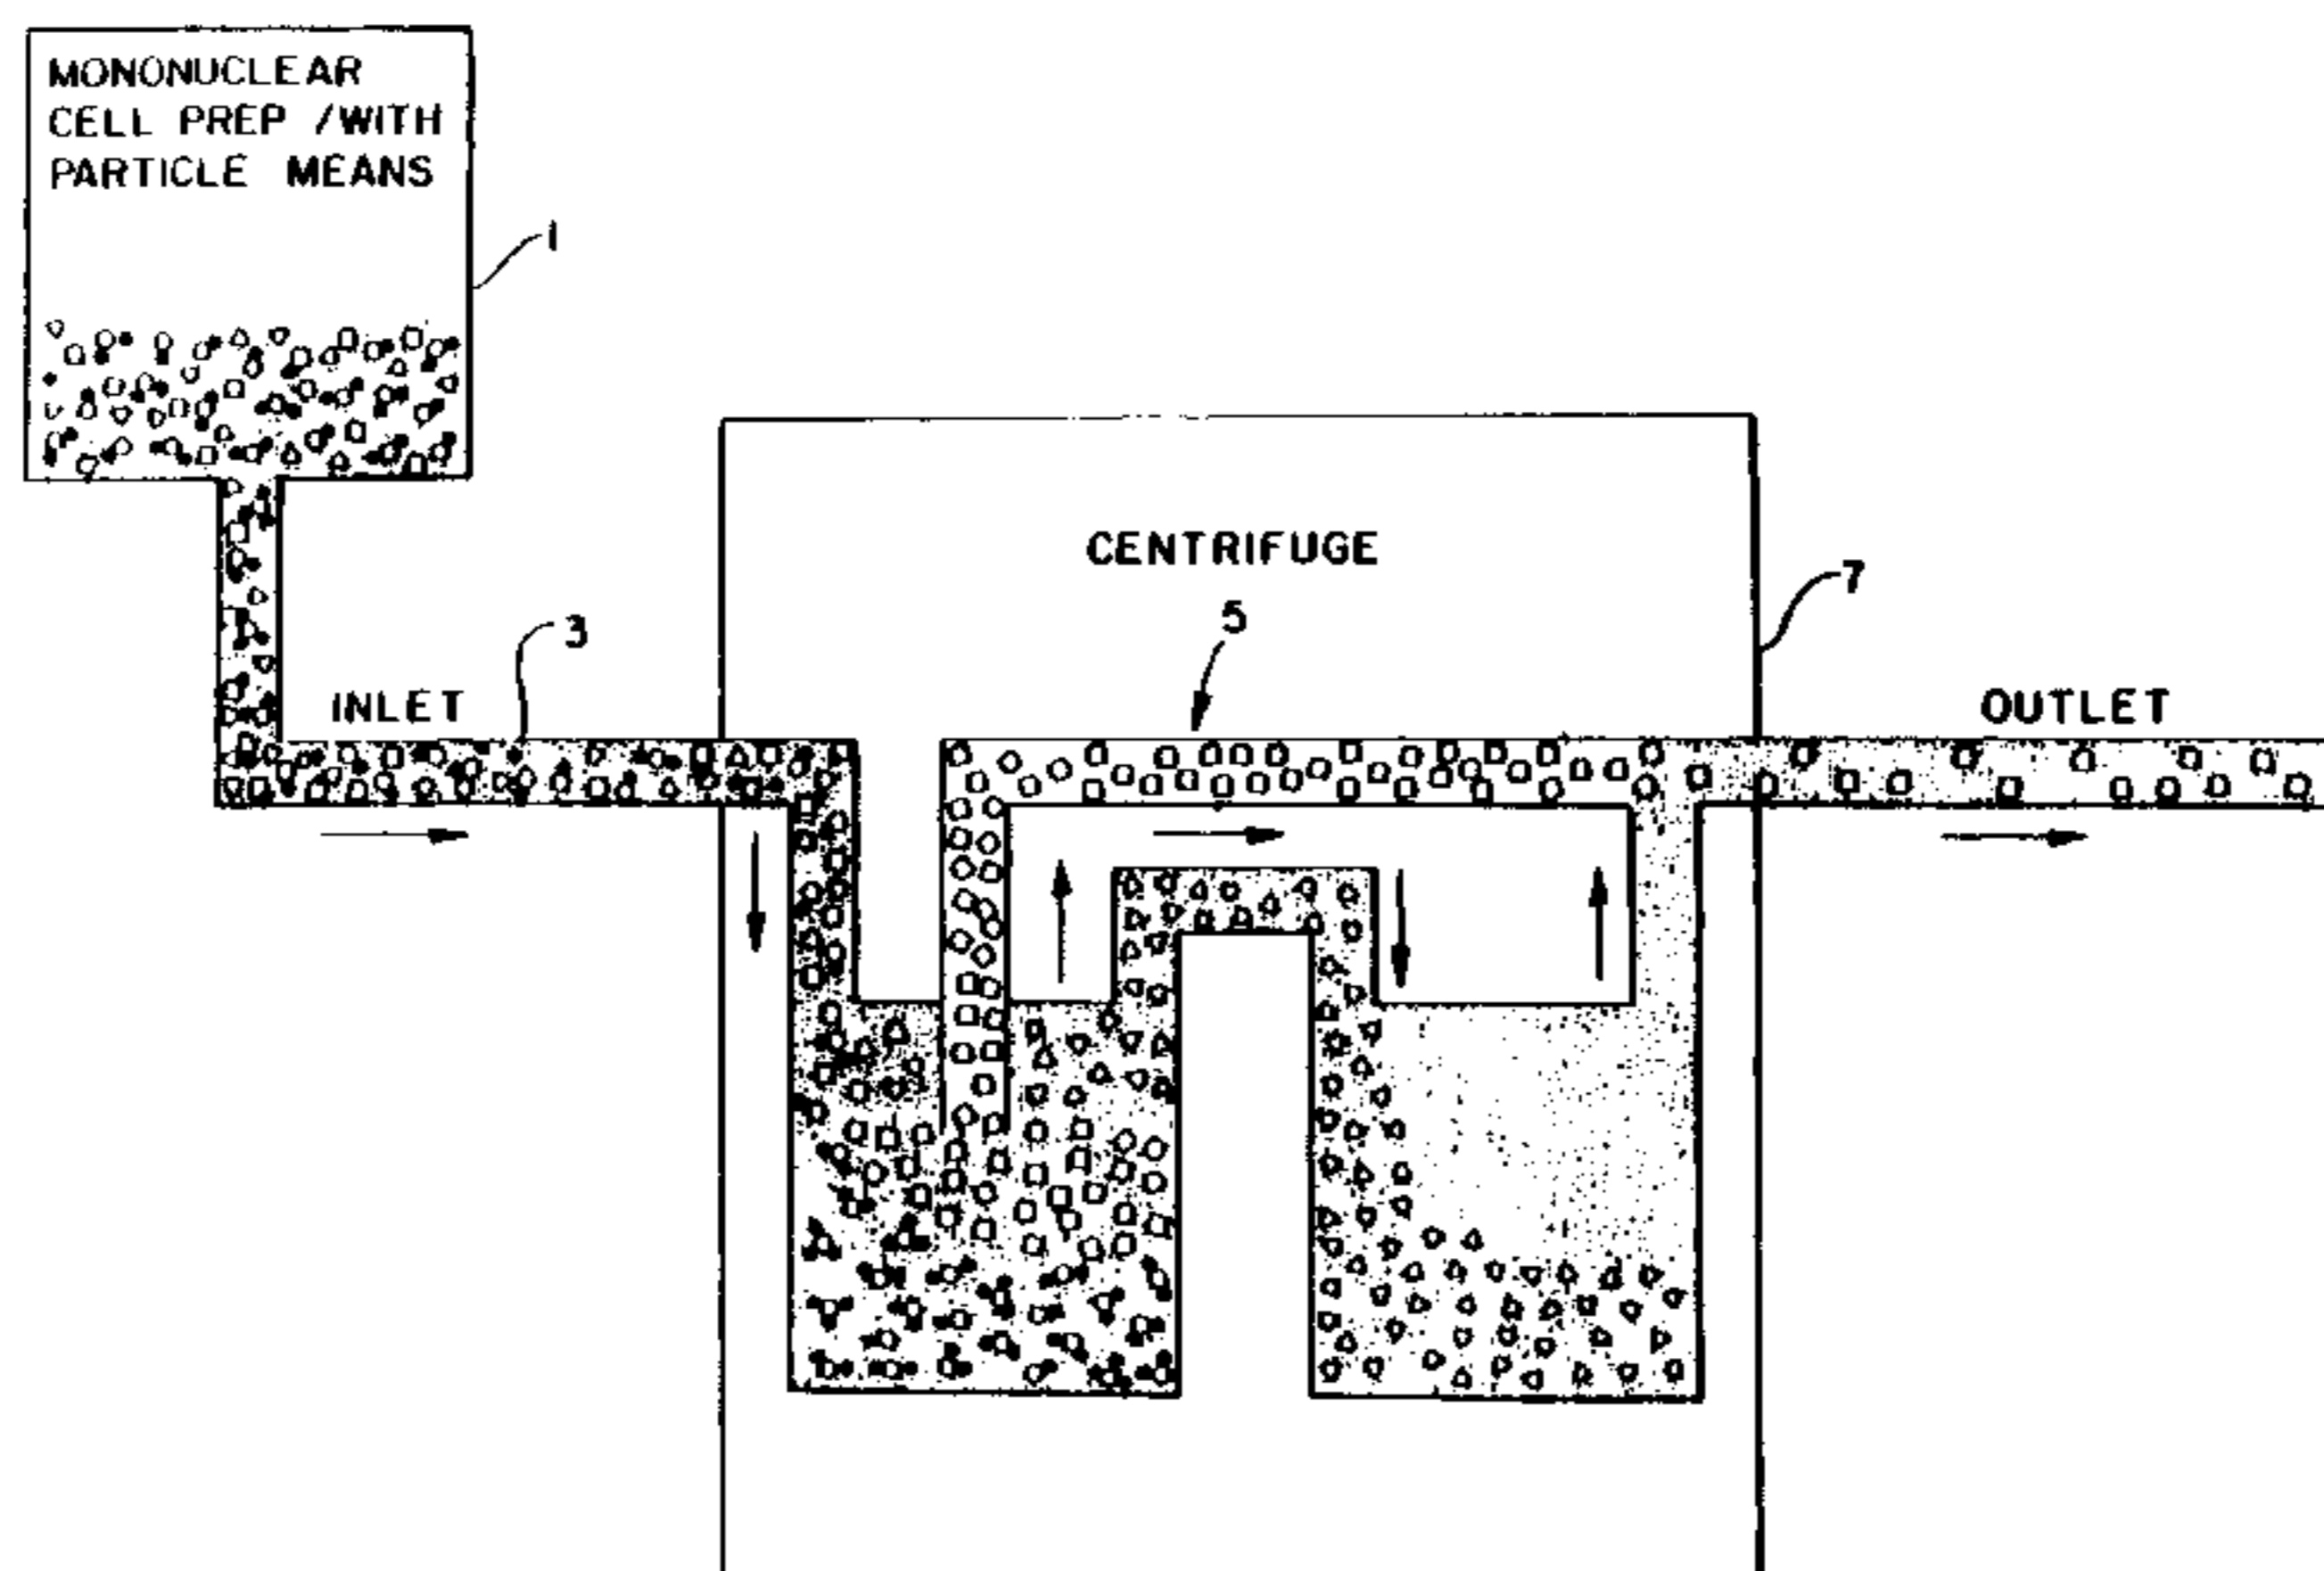 MONONUCLEAR
CELL PREP /WITH
PARTICLE MEANS
1
CENTRIFUGE
5
7
3
INLET
OUTLET